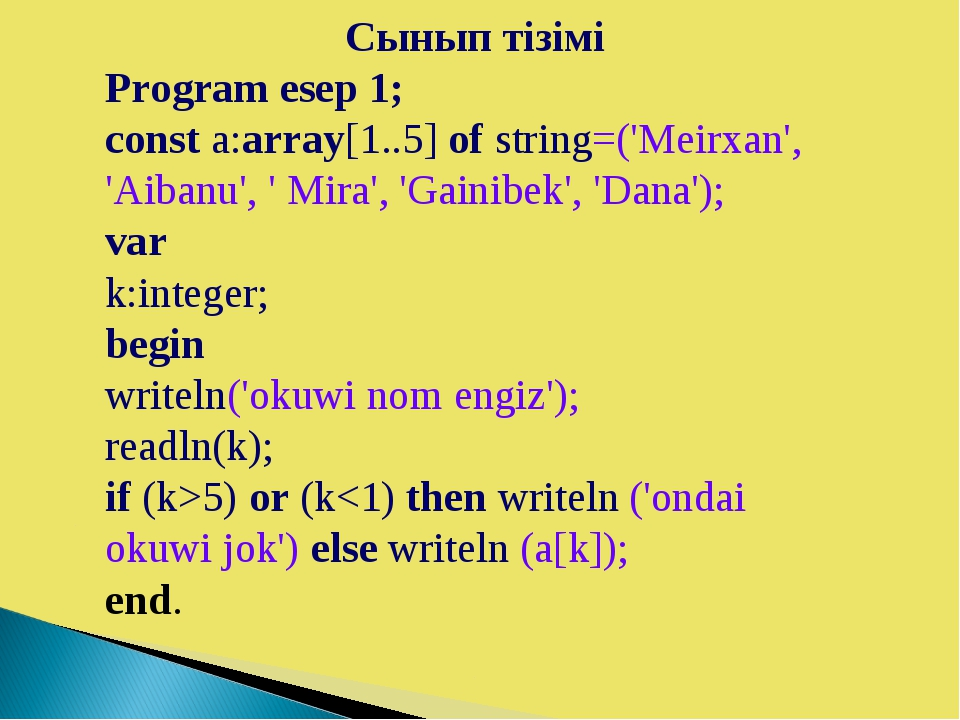 Сынып тізімі
Program esep 1;
const a:array[1..5] of string=('Meirxan',
'Aibanu', ' Mira', 'Gainibek', 'Dana');
var
k:integer;
begin
writeln('okuwi nom engiz');
readln(k);
if (k>5) or (k<1) then writeln ('ondai
okuwi jok') else writeln (a[k]);
end.